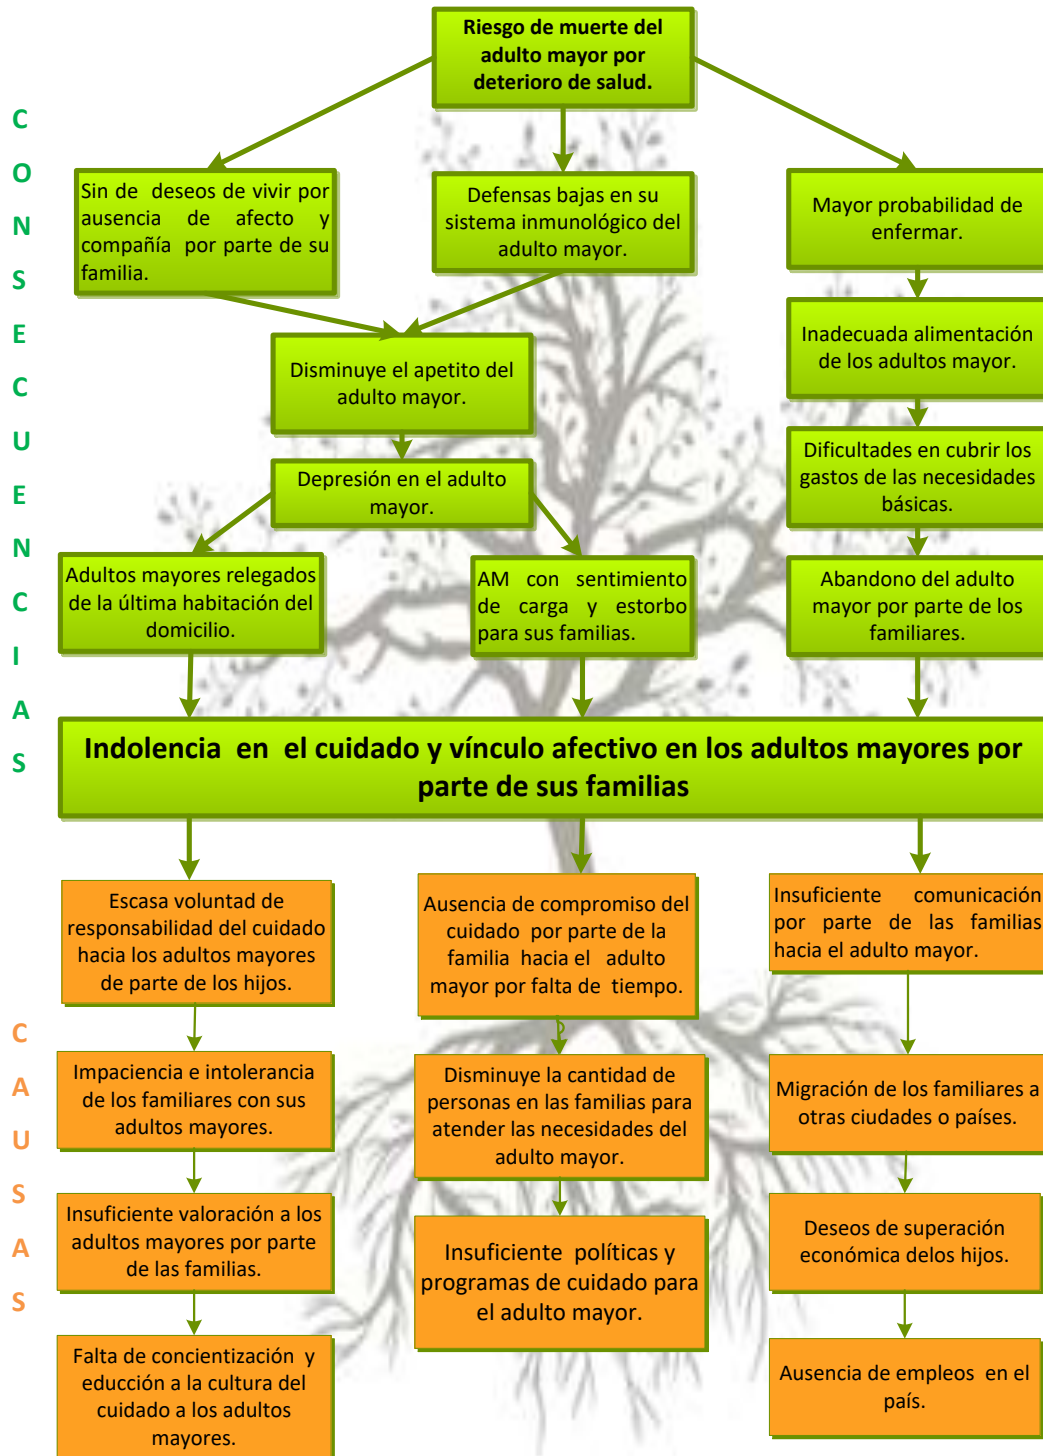 Riesgo de muerte del
adulto mayor por
deterioro de salud.
CONSECUENCIAS
Sin de deseos de vivir por
ausencia de afecto y
compañía por parte de su
familia.
Defensas bajas en su
sistema inmunológico del
adulto mayor.
Mayor probabilidad de
enfermar.
Disminuye el apetito del
adulto mayor.
Inadecuada alimentación
de los adultos mayor.
Depresión en el adulto
mayor.
Dificultades en cubrir los
gastos de las necesidades
básicas.
Adultos mayores relegados
de la última habitación del
domicilio.
AM con sentimiento
de carga y estorbo
para sus familias.
Abandono del adulto
mayor por parte de los
familiares.
Indolencia en el cuidado y vínculo afectivo en los adultos mayores por
parte de sus familias
CAUSAS
Escasa voluntad de
responsabilidad del cuidado
hacia los adultos mayores
de parte de los hijos.
Ausencia de compromiso del
cuidado por parte de la
familia hacia el adulto
mayor por falta de tiempo.
Insuficiente comunicación
por parte de las familias
hacia el adulto mayor.
Impaciencia e intolerancia
de los familiares con sus
adultos mayores.
Disminuye la cantidad de
personas en las familias para
atender las necesidades del
adulto mayor.
Migración de los familiares a
otras ciudades o países.
Insuficiente valoración a los
adultos mayores por parte
de las familias.
Insuficiente políticas y
programas de cuidado para
el adulto mayor.
Deseos de superación
económica delos hijos.
Falta de concientización y
educción a la cultura del
cuidado a los adultos
mayores.
Ausencia de empleos en el
país.